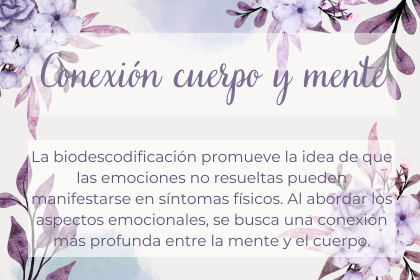 Conexión cuerpo y mente
La biodescodificación promueve la idea de que
las emociones no resueltas pueden
manifestarse en síntomas físicos. Al abordar los
aspectos emocionales, se busca una conexión
más profunda entre la mente y el cuerpo.